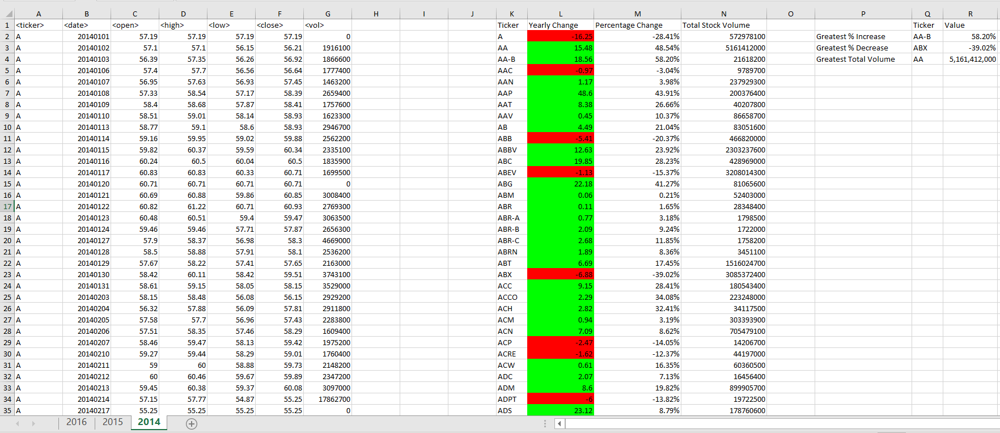 A B C D E F G H I J K L M N O P Q R
1 <ticker> <date> <open> <high> <low> <close> <vol> Ticker Yearly Change Percentage Change Total Stock Volume Ticker Value
2 A 20140101 57.19 57.19 57.19 57.19 0 A -16.25 -28.41% 572978100 Greatest % Increase AA-B 58.20%
3 A 20140102 57.1 57.1 56.15 56.21 1916100 AA 15.48 48.54% 5161412000 Greatest % Decrease ABX -39.02%
4 A 20140103 56.39 57.35 56.26 56.92 1866600 AA-B 18.56 58.20% 21618200 Greatest Total Volume AA 5,161,412,000
5 A 20140106 57.4 57.7 56.56 56.64 1777400 AAC -0.97 -3.04% 9789700
6 A 20140107 56.95 57.63 56.93 57.45 1463200 AAN 1.17 3.98% 237929300
7 A 20140108 57.33 58.54 57.17 58.39 2659400 AAP 48.6 43.91% 200376400
8 A 20140109 58.4 58.68 57.87 58.41 1757600 AAT 8.38 26.66% 40207800
9 A 20140110 58.51 59.01 58.14 58.93 1623300 AAV 0.45 10.37% 86658700
10 A 20140113 58.77 59.1 58.6 58.93 2946700 AB 4.49 21.04% 83051600
11 A 20140114 59.16 59.95 59.02 59.88 2562200 ABB -5.41 -20.37% 466820000
12 A 20140115 59.82 60.37 59.59 60.34 2335100 ABBV 12.63 23.92% 2303237600
13 A 20140116 60.24 60.5 60.04 60.5 1835900 ABC 19.85 28.23% 428969000
14 A 20140117 60.83 60.83 60.33 60.71 1699500 ABEV -1.13 -15.37% 3208014300
15 A 20140120 60.71 60.71 60.71 60.71 0 ABG 22.18 41.27% 81065600
16 A 20140121 60.69 60.88 59.86 60.85 3008400 ABM 0.06 0.21% 52403000
17 A 20140122 60.82 61.22 60.71 60.93 2769300 ABR 0.11 1.65% 28348400
18 A 20140123 60.48 60.51 59.4 59.47 3063500 ABR-A 0.77 3.18% 1798500
19 A 20140124 59.46 59.46 57.71 57.87 2656300 ABR-B 2.09 9.24% 1722000
20 A 20140127 57.9 58.37 56.98 58.3 4669000 ABR-C 2.68 11.85% 1758200
21 A 20140128 58.5 58.88 57.91 58.1 2536200 ABRN 1.89 8.36% 3451100
22 A 20140129 57.67 58.22 57.41 57.65 2163000 ABT 6.69 17.45% 1516024700
23 A 20140130 58.42 60.11 58.42 59.51 3743100 ABX -6.88 -39.02% 3085372400
24 A 20140131 58.61 59.15 58.05 58.15 3529000 ACC 9.15 28.41% 180543400
25 A 20140203 58.15 58.48 56.08 56.15 2929200 ACCO 2.29 34.08% 223248000
26 A 20140204 56.32 57.88 56.09 57.81 2911800 ACH 2.82 32.41% 34117500
27 A 20140205 57.58 57.7 56.96 57.43 2283800 ACM 0.94 3.19% 303393900
28 A 20140206 57.51 58.35 57.46 58.29 1609400 ACN 7.09 8.62% 705479100
29 A 20140207 58.46 59.47 58.13 59.42 1975200 ACP -2.47 -14.05% 14206700
30 A 20140210 59.27 59.44 58.29 59.01 1760400 ACRE -1.62 -12.37% 44197000
31 A 20140211 59 60 58.88 59.73 2148200 ACW 0.61 16.35% 60360500
32 A 20140212 60 60.46 59.67 59.89 2347200 ADC 2.07 7.13% 16456400
33 A 20140213 59.45 60.38 59.37 60.08 3097000 ADM 8.6 19.82% 899905700
34 A 20140214 57.15 57.77 54.87 55.25 17862700 ADPT -6 -13.82% 19722500
35 A 20140217 55.25 55.25 55.25 55.25 0 ADS 23.12 8.79% 178760600
2016 2015 2014